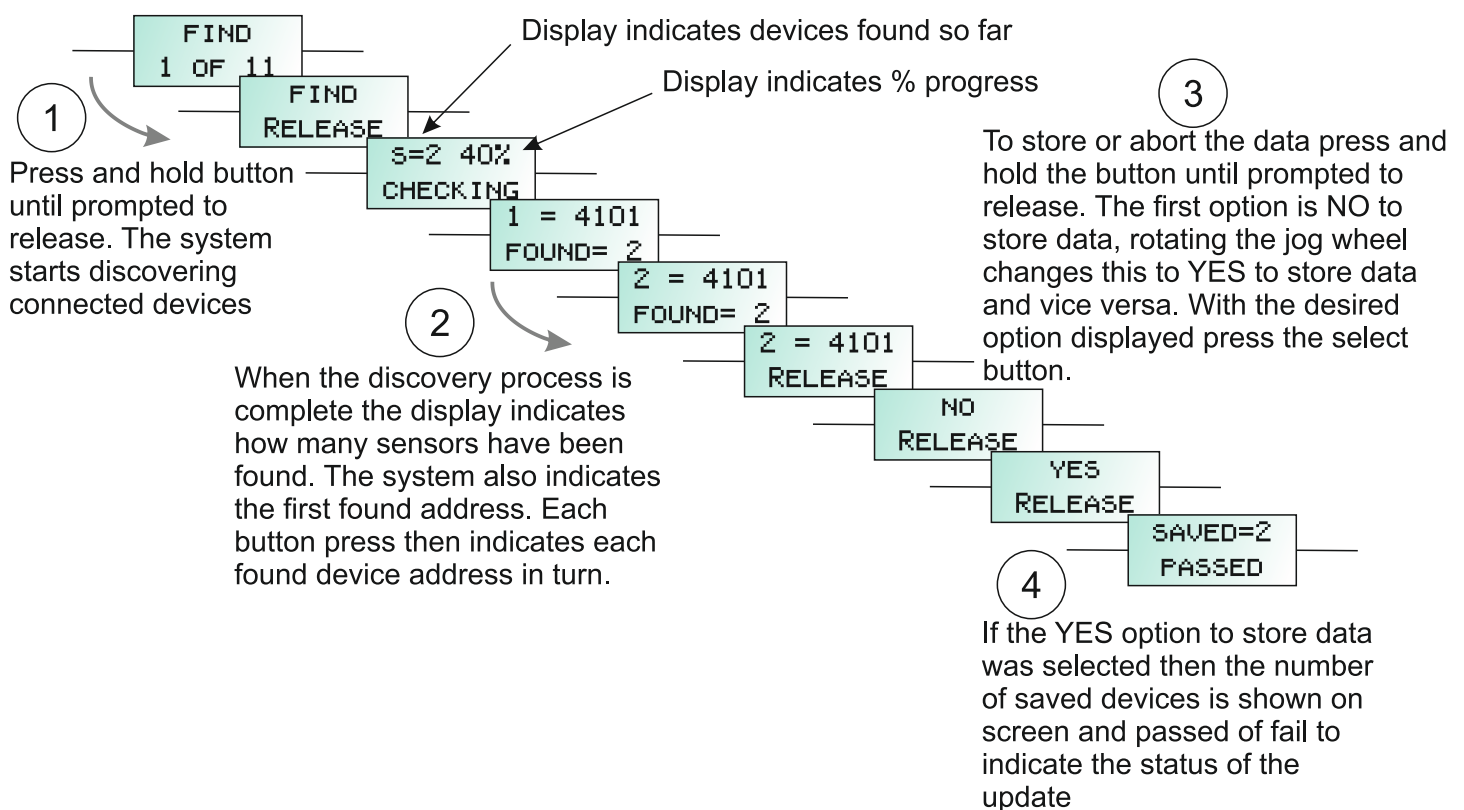 FIND
1 OF 11
Display indicates devices found so far
FIND
RELEASE
Display indicates % progress
1
Press and hold button
until prompted to
release. The system
starts discovering
connected devices
S=2 40%
CHECKING
1 = 4101
FOUND= 2
2 = 4101
FOUND= 2
2
When the discovery process is
complete the display indicates
how many sensors have been
found. The system also indicates
the first found address. Each
button press then indicates each
found device address in turn.
2 = 4101
RELEASE
3
To store or abort the data press and
hold the button until prompted to
release. The first option is NO to
store data, rotating the jog wheel
changes this to YES to store data
and vice versa. With the desired
option displayed press the select
button.
NO
RELEASE
YES
RELEASE
SAVED=2
PASSED
4
If the YES option to store data
was selected then the number
of saved devices is shown on
screen and passed of fail to
indicate the status of the
update